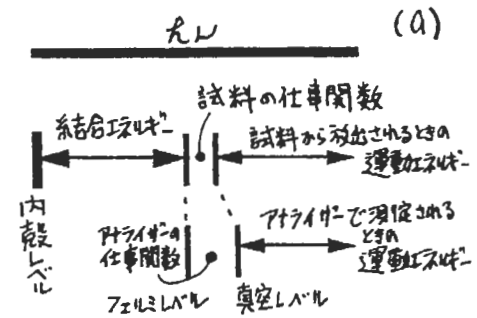 (a)
hν
試料の仕事関数
結合エネルギー
試料から放出されるときの
運動エネルギー
内殻レベル
アナライザーの
仕事関数
アナライザーで測定される
ときの
運動エネルギー
フェルミレベル
真空レベル